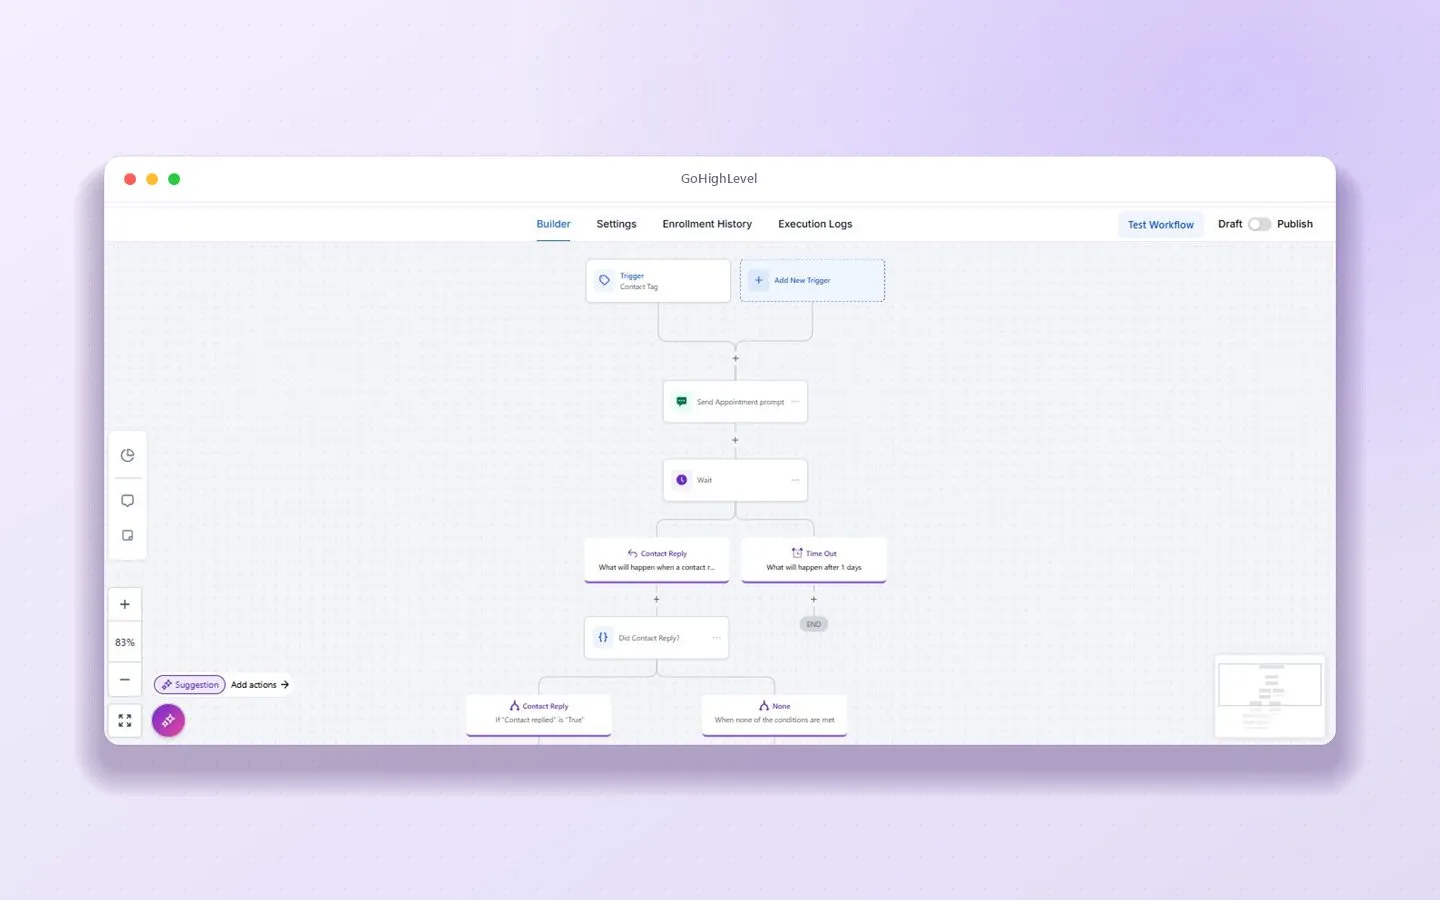 GoHighLevel
Builder
Settings
Enrollment History
Execution Logs
Test Workflow
Draft
Publish
Trigger
Contact Tag
Add New Trigger
Send Appointment prompt
Wait
Contact Reply
What will happen when a contact r...
Time Out
What will happen after 1 days
END
Did Contact Reply?
83%
Suggestion
Add actions
Contact Reply
If "Contact replied" is "True"
None
When none of the conditions are met